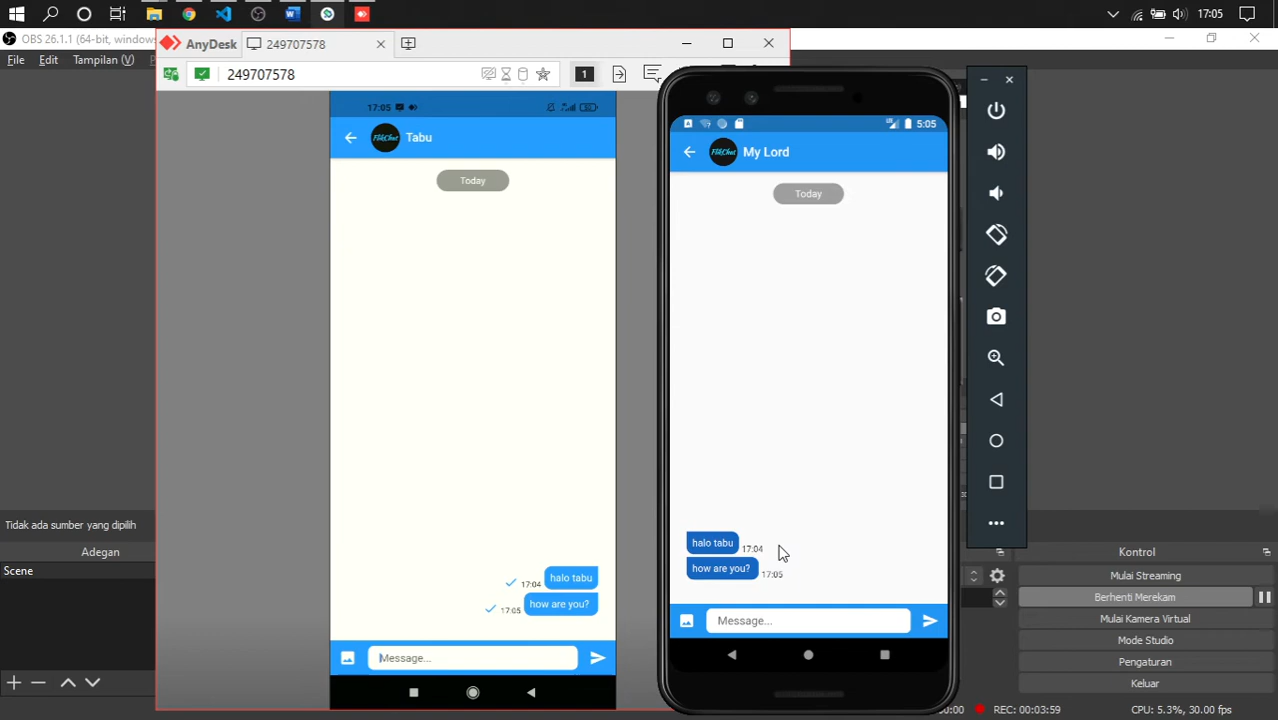 17:05
OBS 26.1.1 (64-bit, windows
File Edit Tampilan (V)
AnyDesk
249707578
249707578
1
17:05
FlikChat
Tabu
Today
17:04 halo tabu
17:05 how are you?
Message...
5:05
FlikChat
My Lord
Today
halo tabu 17:04
how are you? 17:05
Message...
Tidak ada sumber yang dipilih
Adegan
Scene
Kontrol
Mulai Streaming
Berhenti Merekam
Mulai Kamera Virtual
Mode Studio
Pengaturan
Keluar
REC: 00:03:59
CPU: 5.3%, 30.00 fps